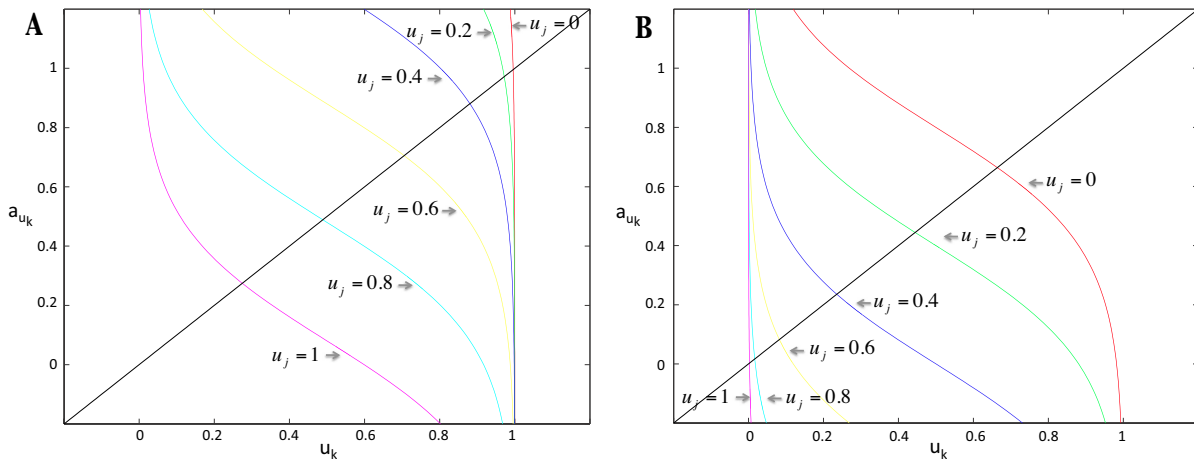 A
u_j = 0.2
u_j = 0
u_j = 0.4
u_j = 0.6
u_j = 0.8
u_j = 1
1
0.8
0.6
0.4
0.2
0
a_{u_k}
0 0.2 0.4 0.6 0.8 1
u_k
B
u_j = 0
u_j = 0.2
u_j = 0.4
u_j = 0.6
u_j = 1
u_j = 0.8
1
0.8
0.6
0.4
0.2
0
a_{u_k}
0 0.2 0.4 0.6 0.8 1
u_k